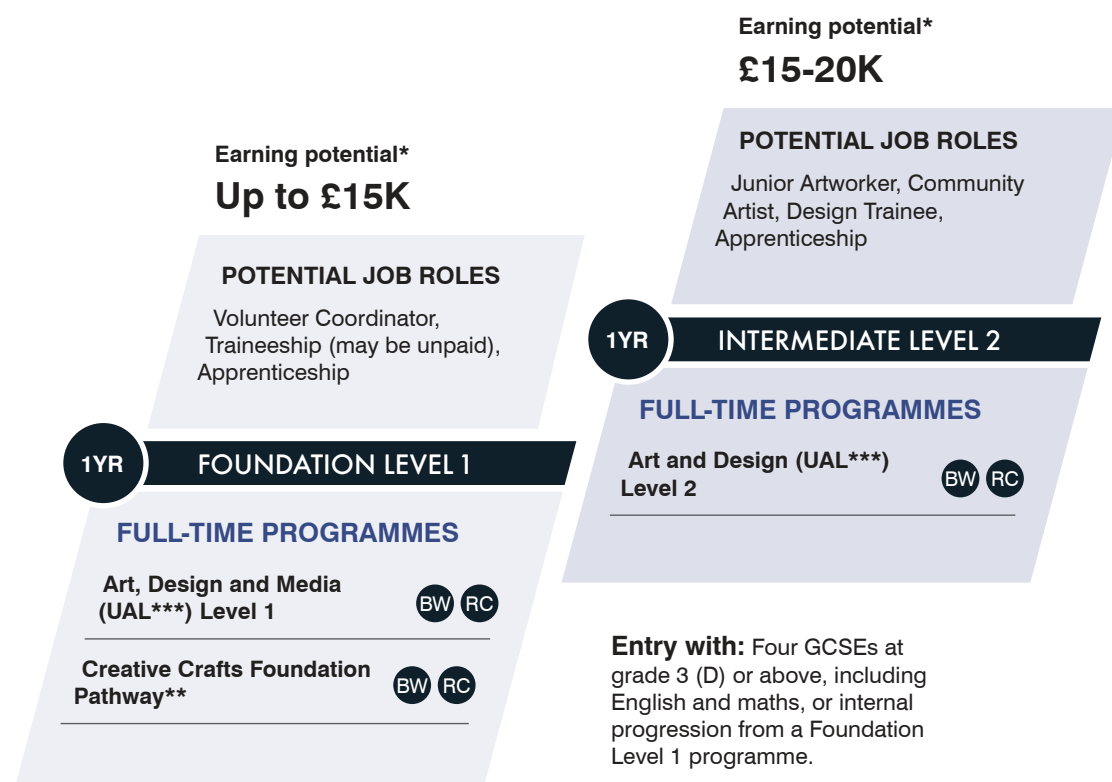 Earning potential*
Up to £15K
POTENTIAL JOB ROLES
Volunteer Coordinator,
Traineeship (may be unpaid),
Apprenticeship
1YR
FOUNDATION LEVEL 1
FULL-TIME PROGRAMMES
Art, Design and Media
(UAL***) Level 1
BW RC
Creative Crafts Foundation
Pathway**
BW RC
Earning potential*
£15-20K
POTENTIAL JOB ROLES
Junior Artworker, Community
Artist, Design Trainee,
Apprenticeship
1YR
INTERMEDIATE LEVEL 2
FULL-TIME PROGRAMMES
Art and Design (UAL***)
Level 2
BW RC
Entry with: Four GCSEs at
grade 3 (D) or above, including
English and maths, or internal
progression from a Foundation
Level 1 programme.